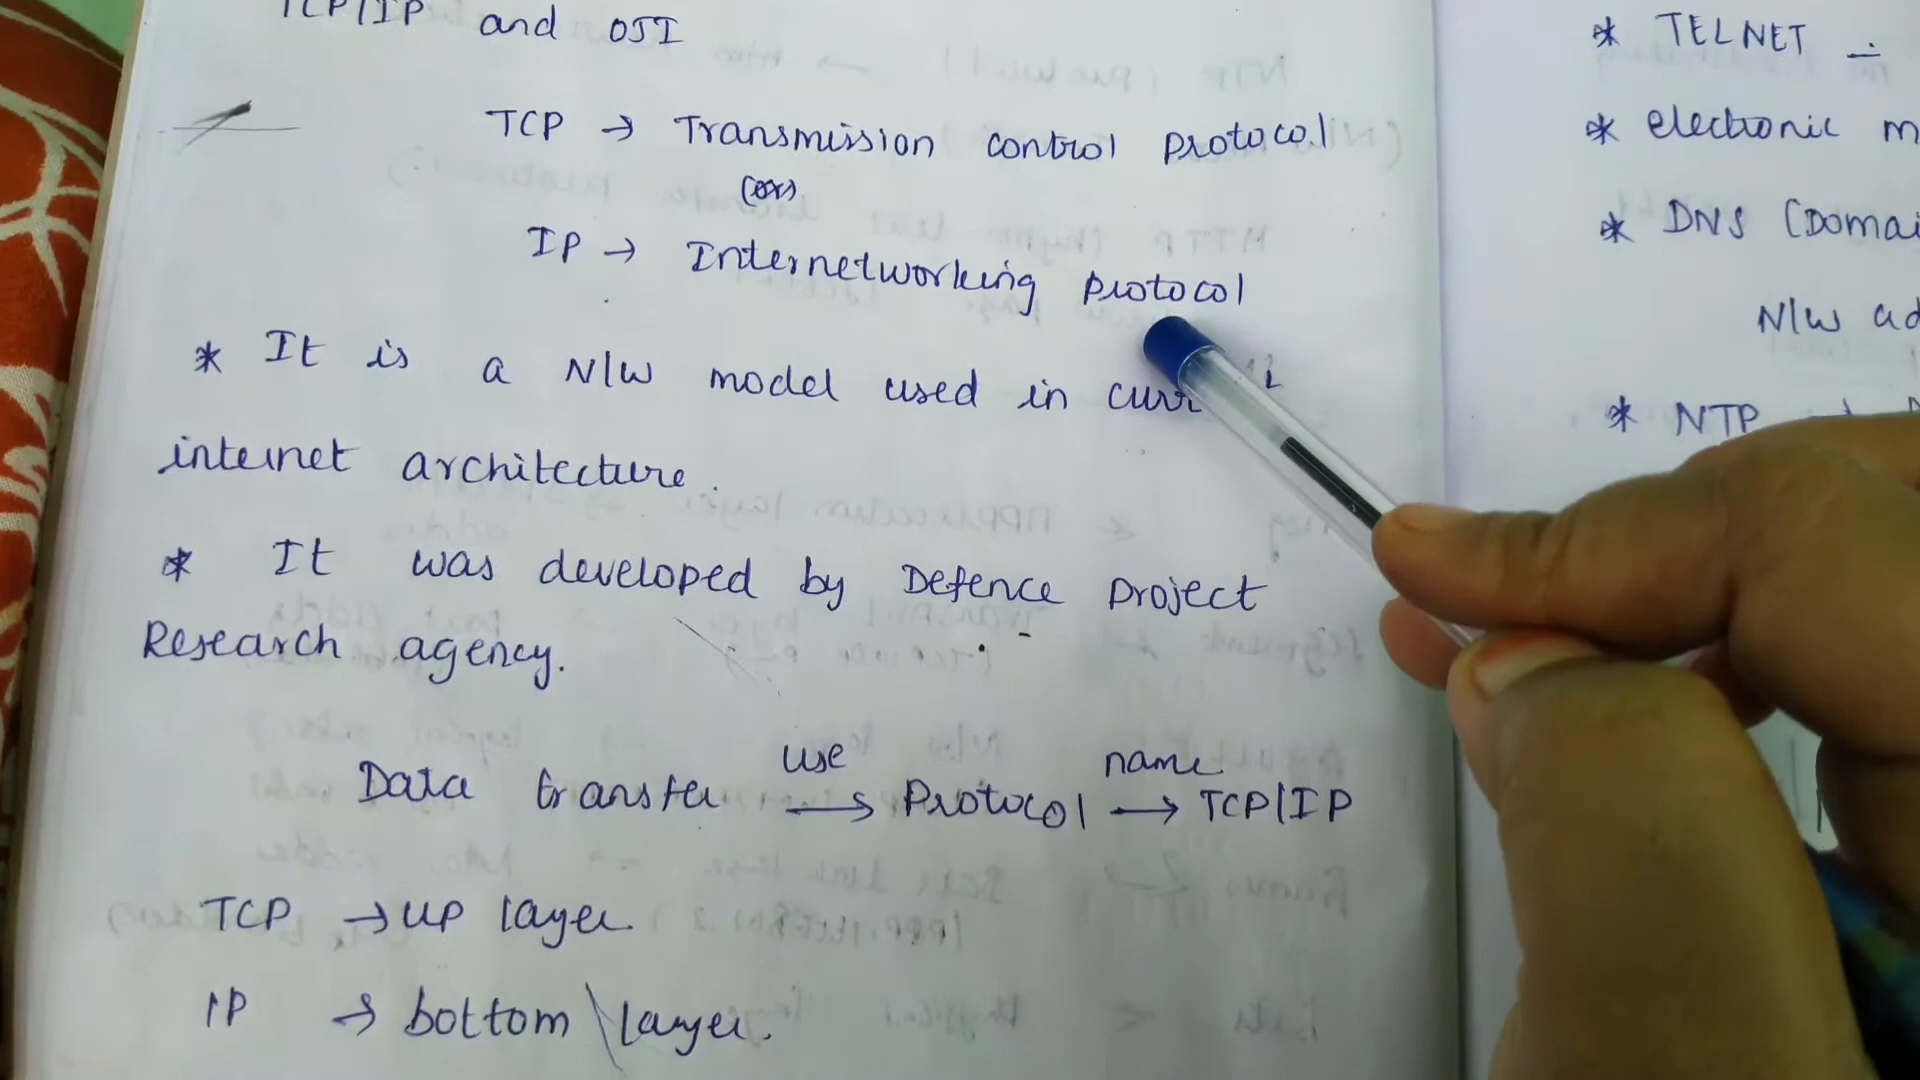 TCP/IP and OSI
TCP → Transmission control protocol
(or)
IP → Internetworking protocol
* It is a N/W model used in
internet architecture.
* It was developed by Defence project
Research agency.
Data transfer use → Protocol name → TCP/IP
TCP → up layer
IP → bottom layer.
* TELNET -
* electronic
* DNS (Domai
N/W ad
* NTP